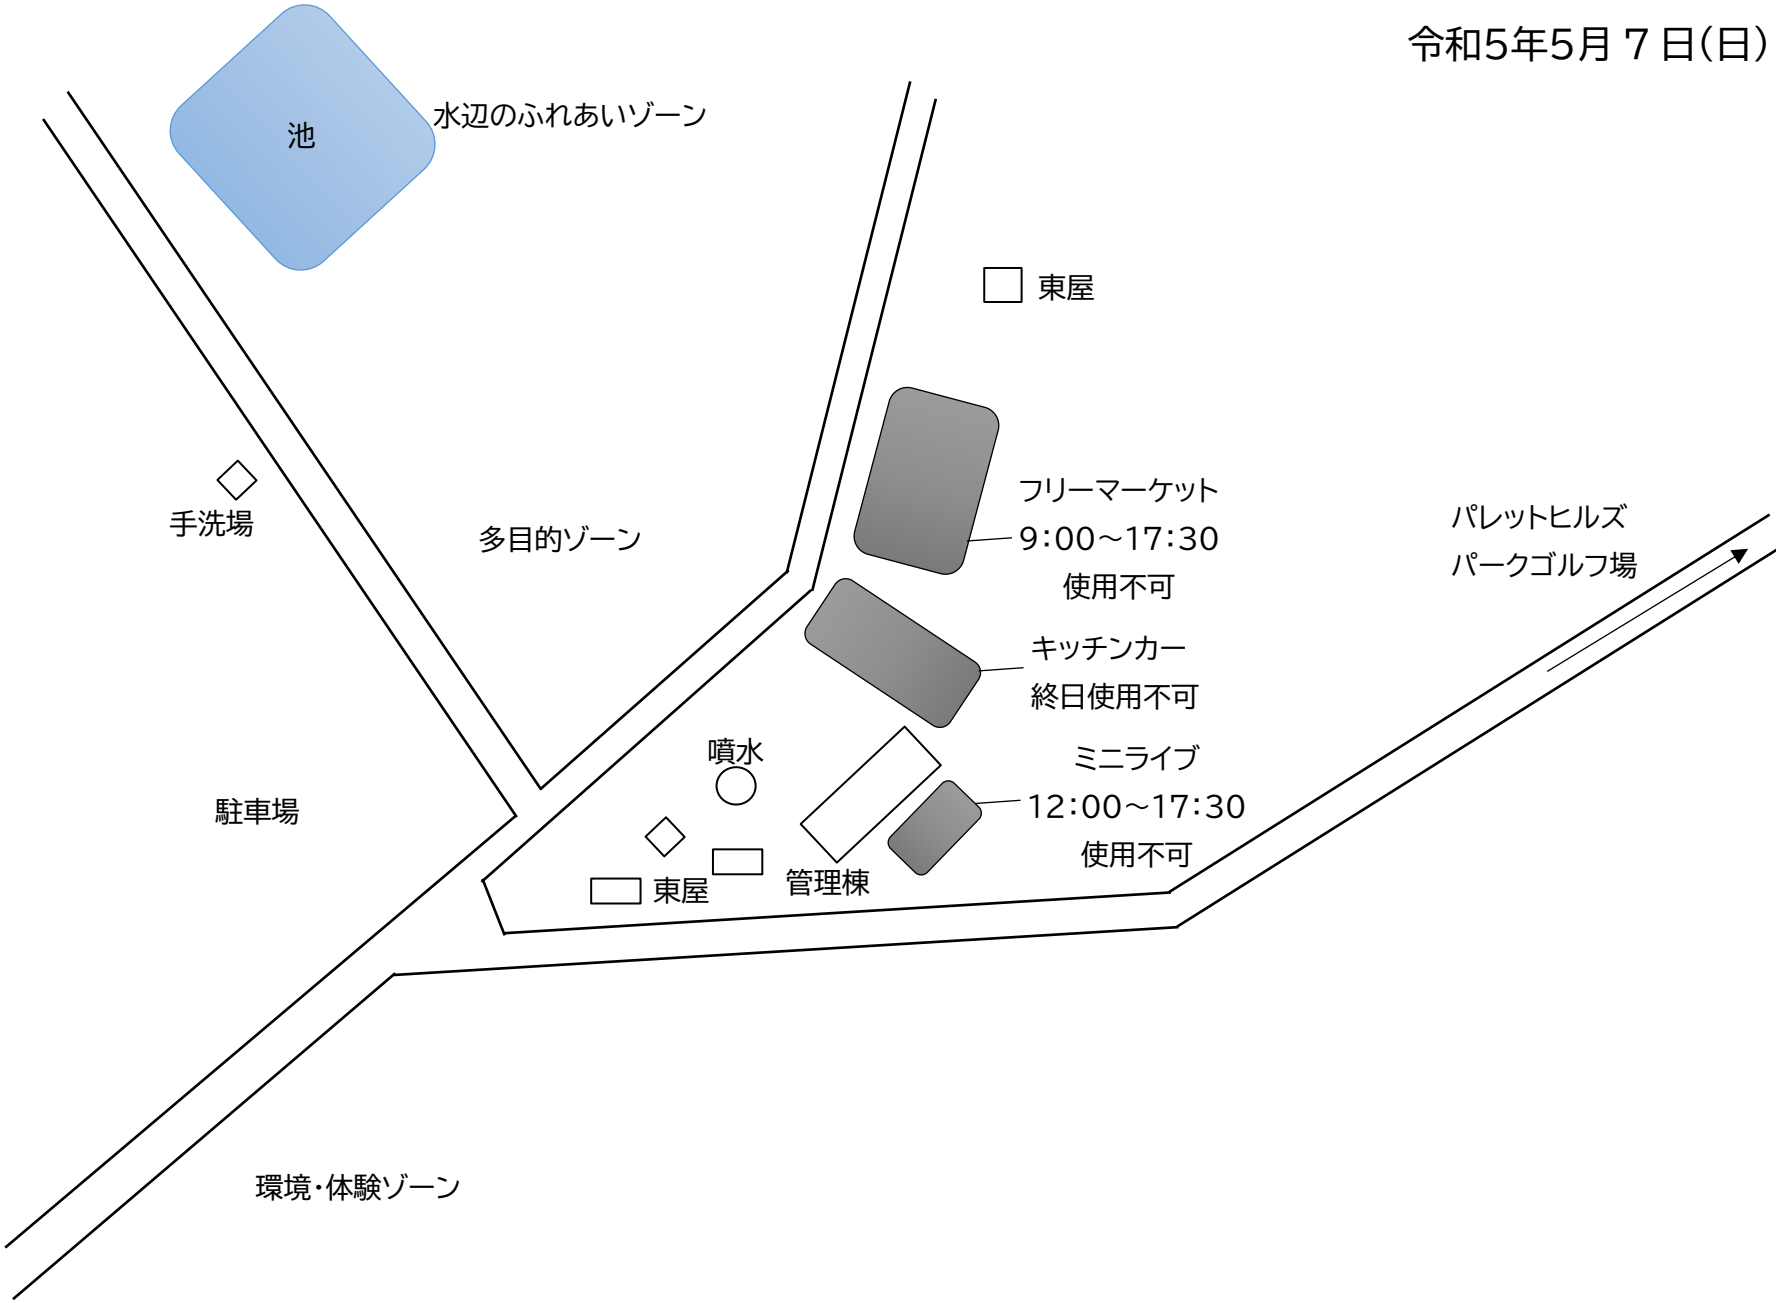 令和5年5月７日(日)
池
水辺のふれあいゾーン
東屋
フリーマーケット
9:00～17:30
使用不可
パレットヒルズ
パークゴルフ場
手洗場
多目的ゾーン
キッチンカー
終日使用不可
噴水
ミニライブ
12:00～17:30
使用不可
駐車場
東屋
管理棟
環境・体験ゾーン